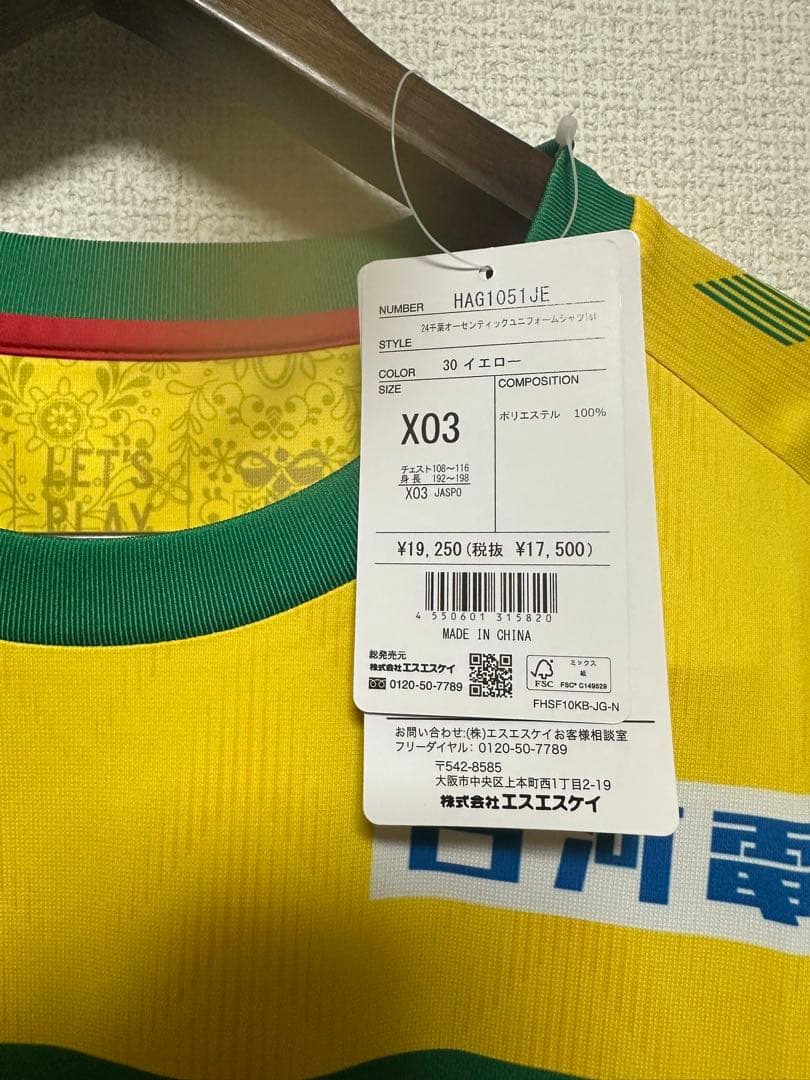 NUMBER HAG1051JE
24千葉オーセンティックユニフォームシャツ1st
STYLE
COLOR 30 イエロー
SIZE
X03
チェスト108～116
身長 192～198
X03 JASPO
COMPOSITION
ポリエステル 100%
¥19,250(税抜 ¥17,500)
4 550601 315820
MADE IN CHINA
総発売元
株式会社エスエスケイ
0120-50-7789
FSC
ミックス
紙
FSC® C149529
FHSF10KB-JG-N
お問い合わせ:(株)エスエスケイお客様相談室
フリーダイヤル: 0120-50-7789
〒542-8585
大阪市中央区上本町西1丁目2-19
株式会社エスエスケイ
LET'S
PLAY
河電